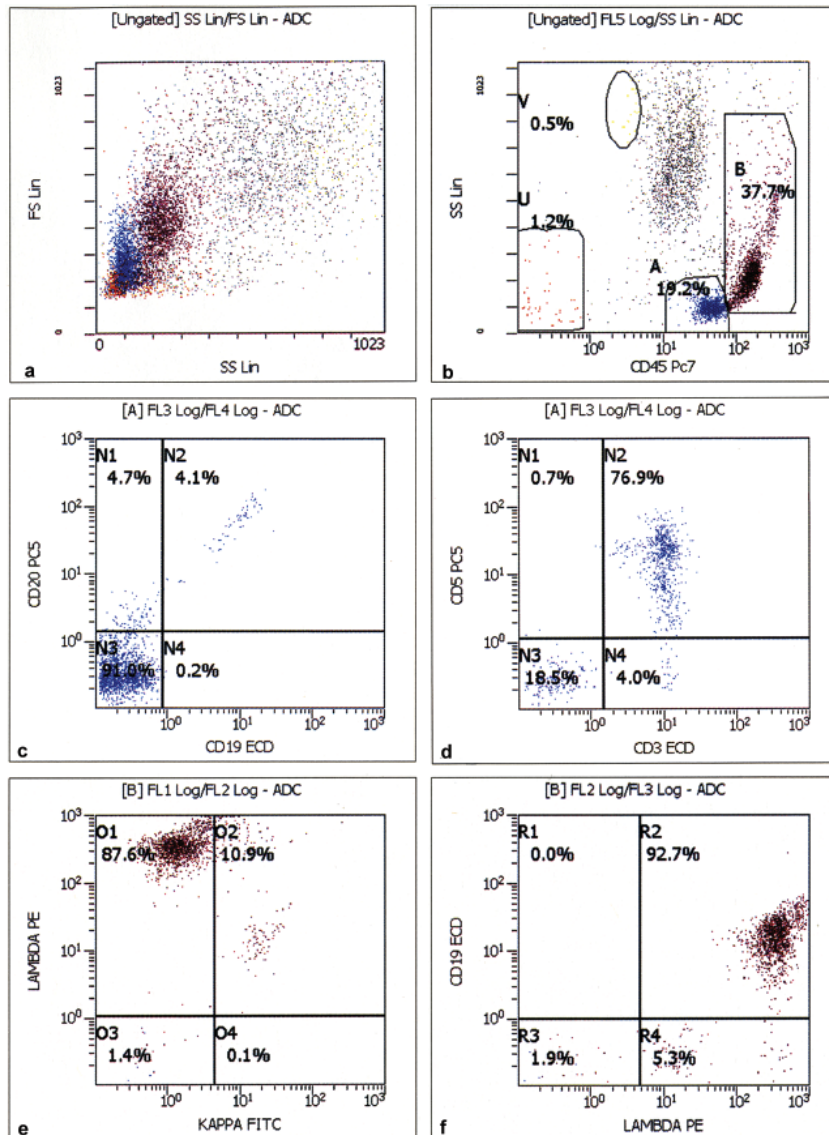 [Ungated] SS Lin/FS Lin - ADC
1023
FS Lin
0
0
1023
SS Lin
a
[Ungated] FL5 Log/SS Lin - ADC
1023
V
0.5%
B
37.7%
U
1.2%
A
19.2%
SS Lin
0
10⁰ 10¹ 10² 10³
CD45 Pc7
b
[A] FL3 Log/FL4 Log - ADC
10³
N1 N2
4.7% 4.1%
10²
CD20 PC5
10¹
10⁰
N3 N4
91.0% 0.2%
10⁰ 10¹ 10² 10³
CD19 ECD
c
[A] FL3 Log/FL4 Log - ADC
10³
N1 N2
0.7% 76.9%
10²
CD5 PC5
10¹
10⁰
N3 N4
18.5% 4.0%
10⁰ 10¹ 10² 10³
CD3 ECD
d
[B] FL1 Log/FL2 Log - ADC
10³
O1 O2
87.6% 10.9%
10²
LAMBDA PE
10¹
10⁰
O3 O4
1.4% 0.1%
10⁰ 10¹ 10² 10³
KAPPA FITC
e
[B] FL2 Log/FL3 Log - ADC
10³
R1 R2
0.0% 92.7%
10²
CD19 ECD
10¹
10⁰
R3 R4
1.9% 5.3%
10⁰ 10¹ 10² 10³
LAMBDA PE
f